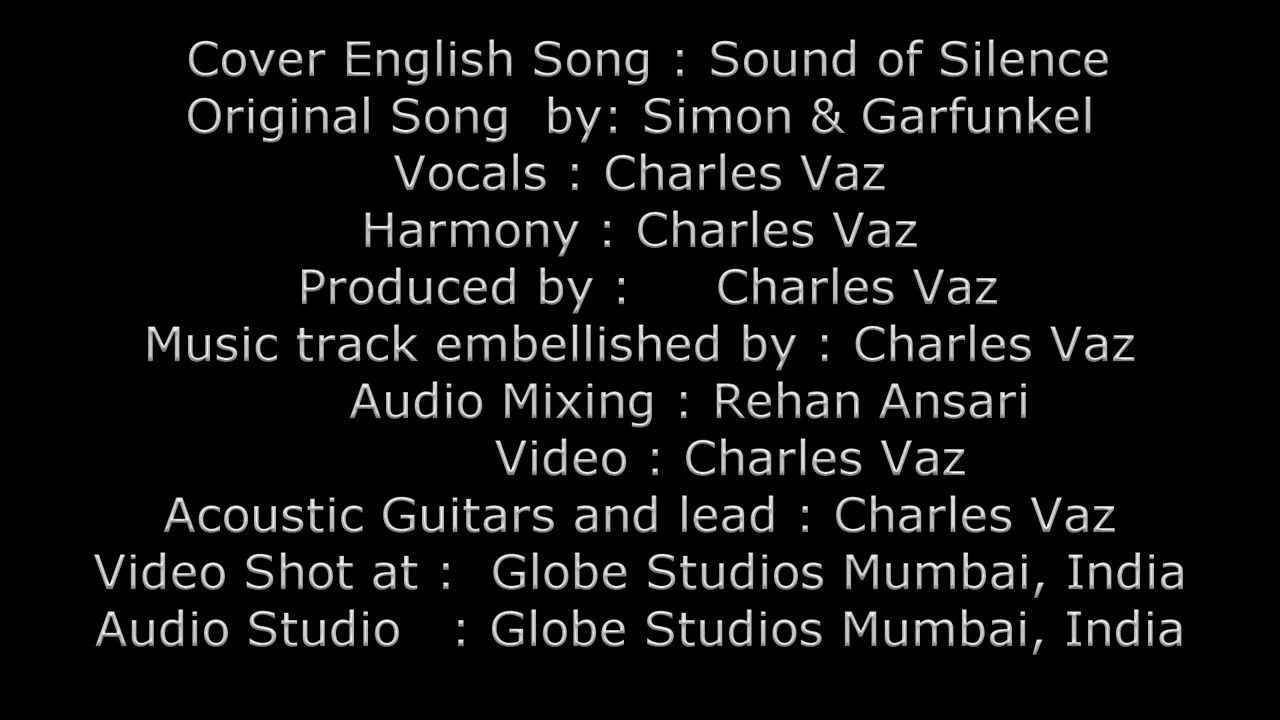 Cover English Song : Sound of Silence
Original Song by: Simon & Garfunkel
Vocals : Charles Vaz
Harmony : Charles Vaz
Produced by : Charles Vaz
Music track embellished by : Charles Vaz
Audio Mixing : Rehan Ansari
Video : Charles Vaz
Acoustic Guitars and lead : Charles Vaz
Video Shot at : Globe Studios Mumbai, India
Audio Studio : Globe Studios Mumbai, India